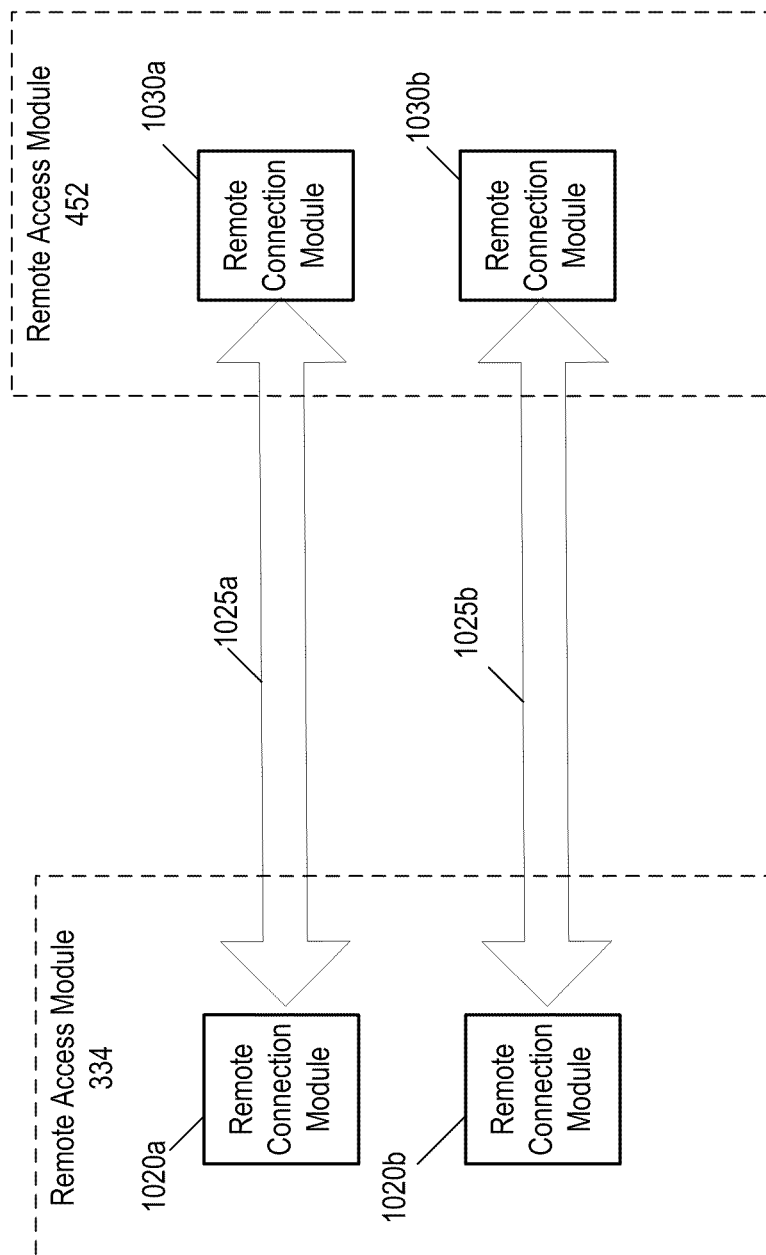 Remote Access Module
334
1020a
Remote
Connection
Module
1020b
Remote
Connection
Module
1025a
1025b
Remote Access Module
452
1030a
Remote
Connection
Module
1030b
Remote
Connection
Module